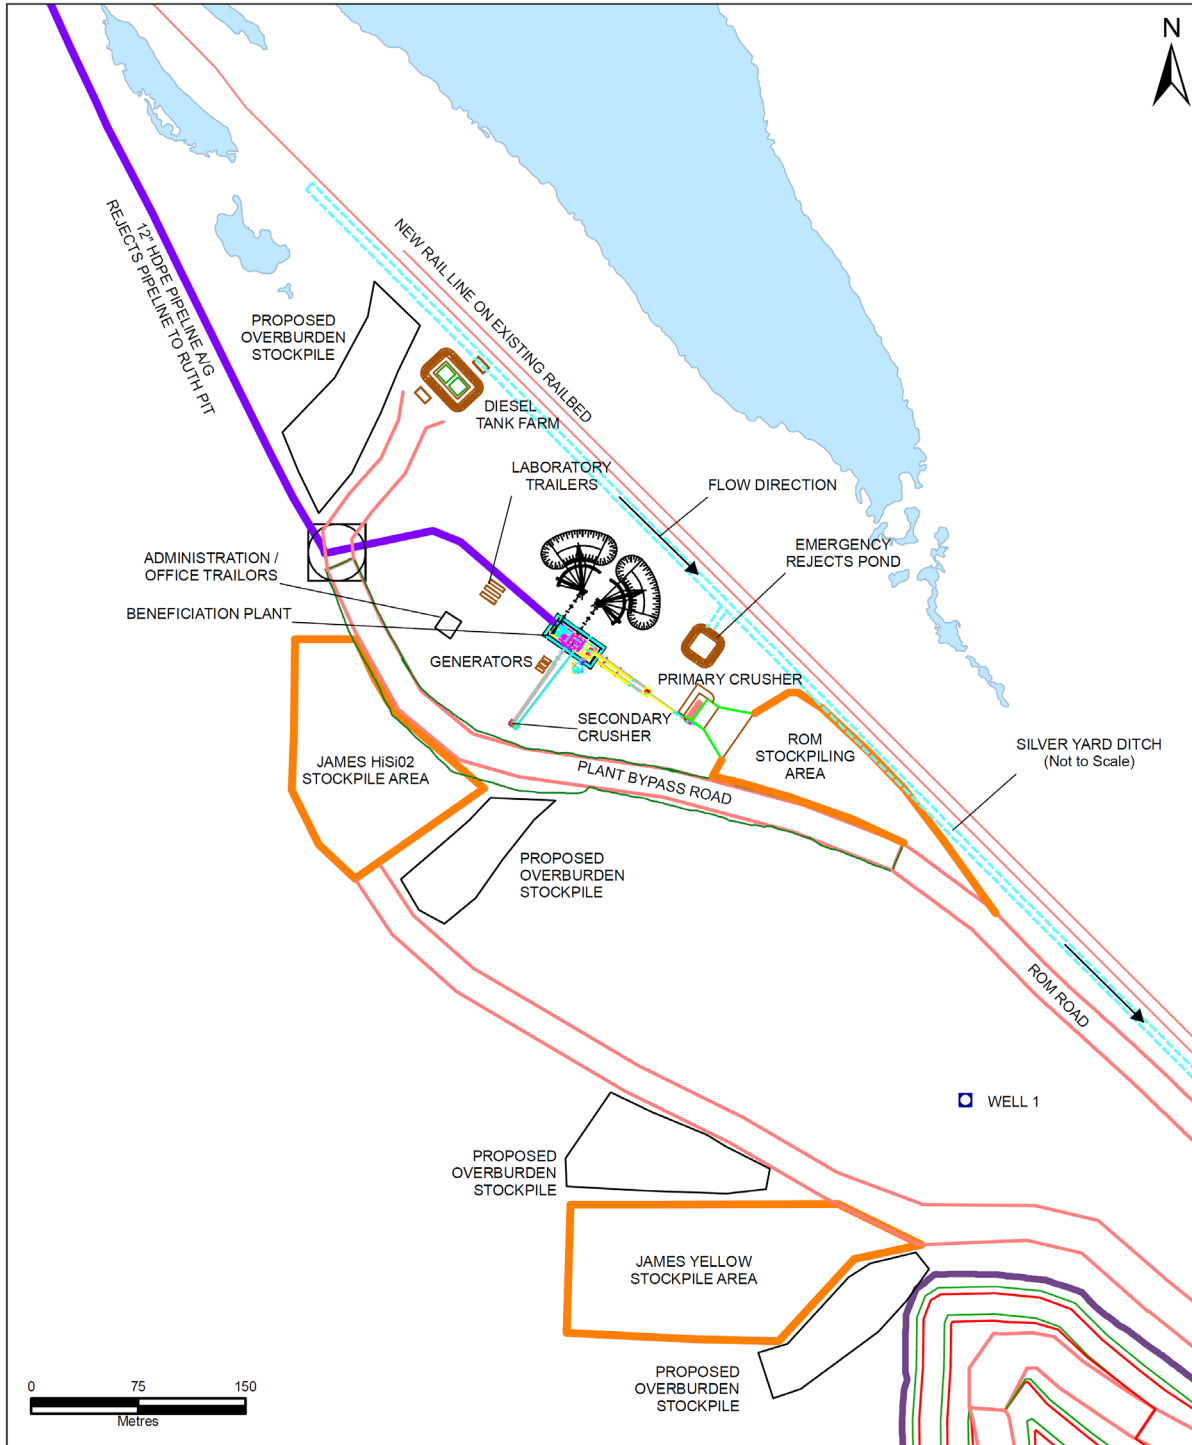 N
12" HDPE PIPELINE A/G
REJECTS PIPELINE TO RUTH PIT
NEW RAIL LINE ON EXISTING RAILBED
PROPOSED
OVERBURDEN
STOCKPILE
DIESEL
TANK FARM
LABORATORY
TRAILERS
FLOW DIRECTION
EMERGENCY
REJECTS POND
ADMINISTRATION /
OFFICE TRAILORS
BENEFICIATION PLANT
GENERATORS
PRIMARY CRUSHER
SECONDARY
CRUSHER
ROM
STOCKPILING
AREA
SILVER YARD DITCH
(Not to Scale)
JAMES HiSi02
STOCKPILE AREA
PLANT BYPASS ROAD
PROPOSED
OVERBURDEN
STOCKPILE
ROM ROAD
WELL 1
PROPOSED
OVERBURDEN
STOCKPILE
JAMES YELLOW
STOCKPILE AREA
PROPOSED
OVERBURDEN
STOCKPILE
0 75 150
Metres